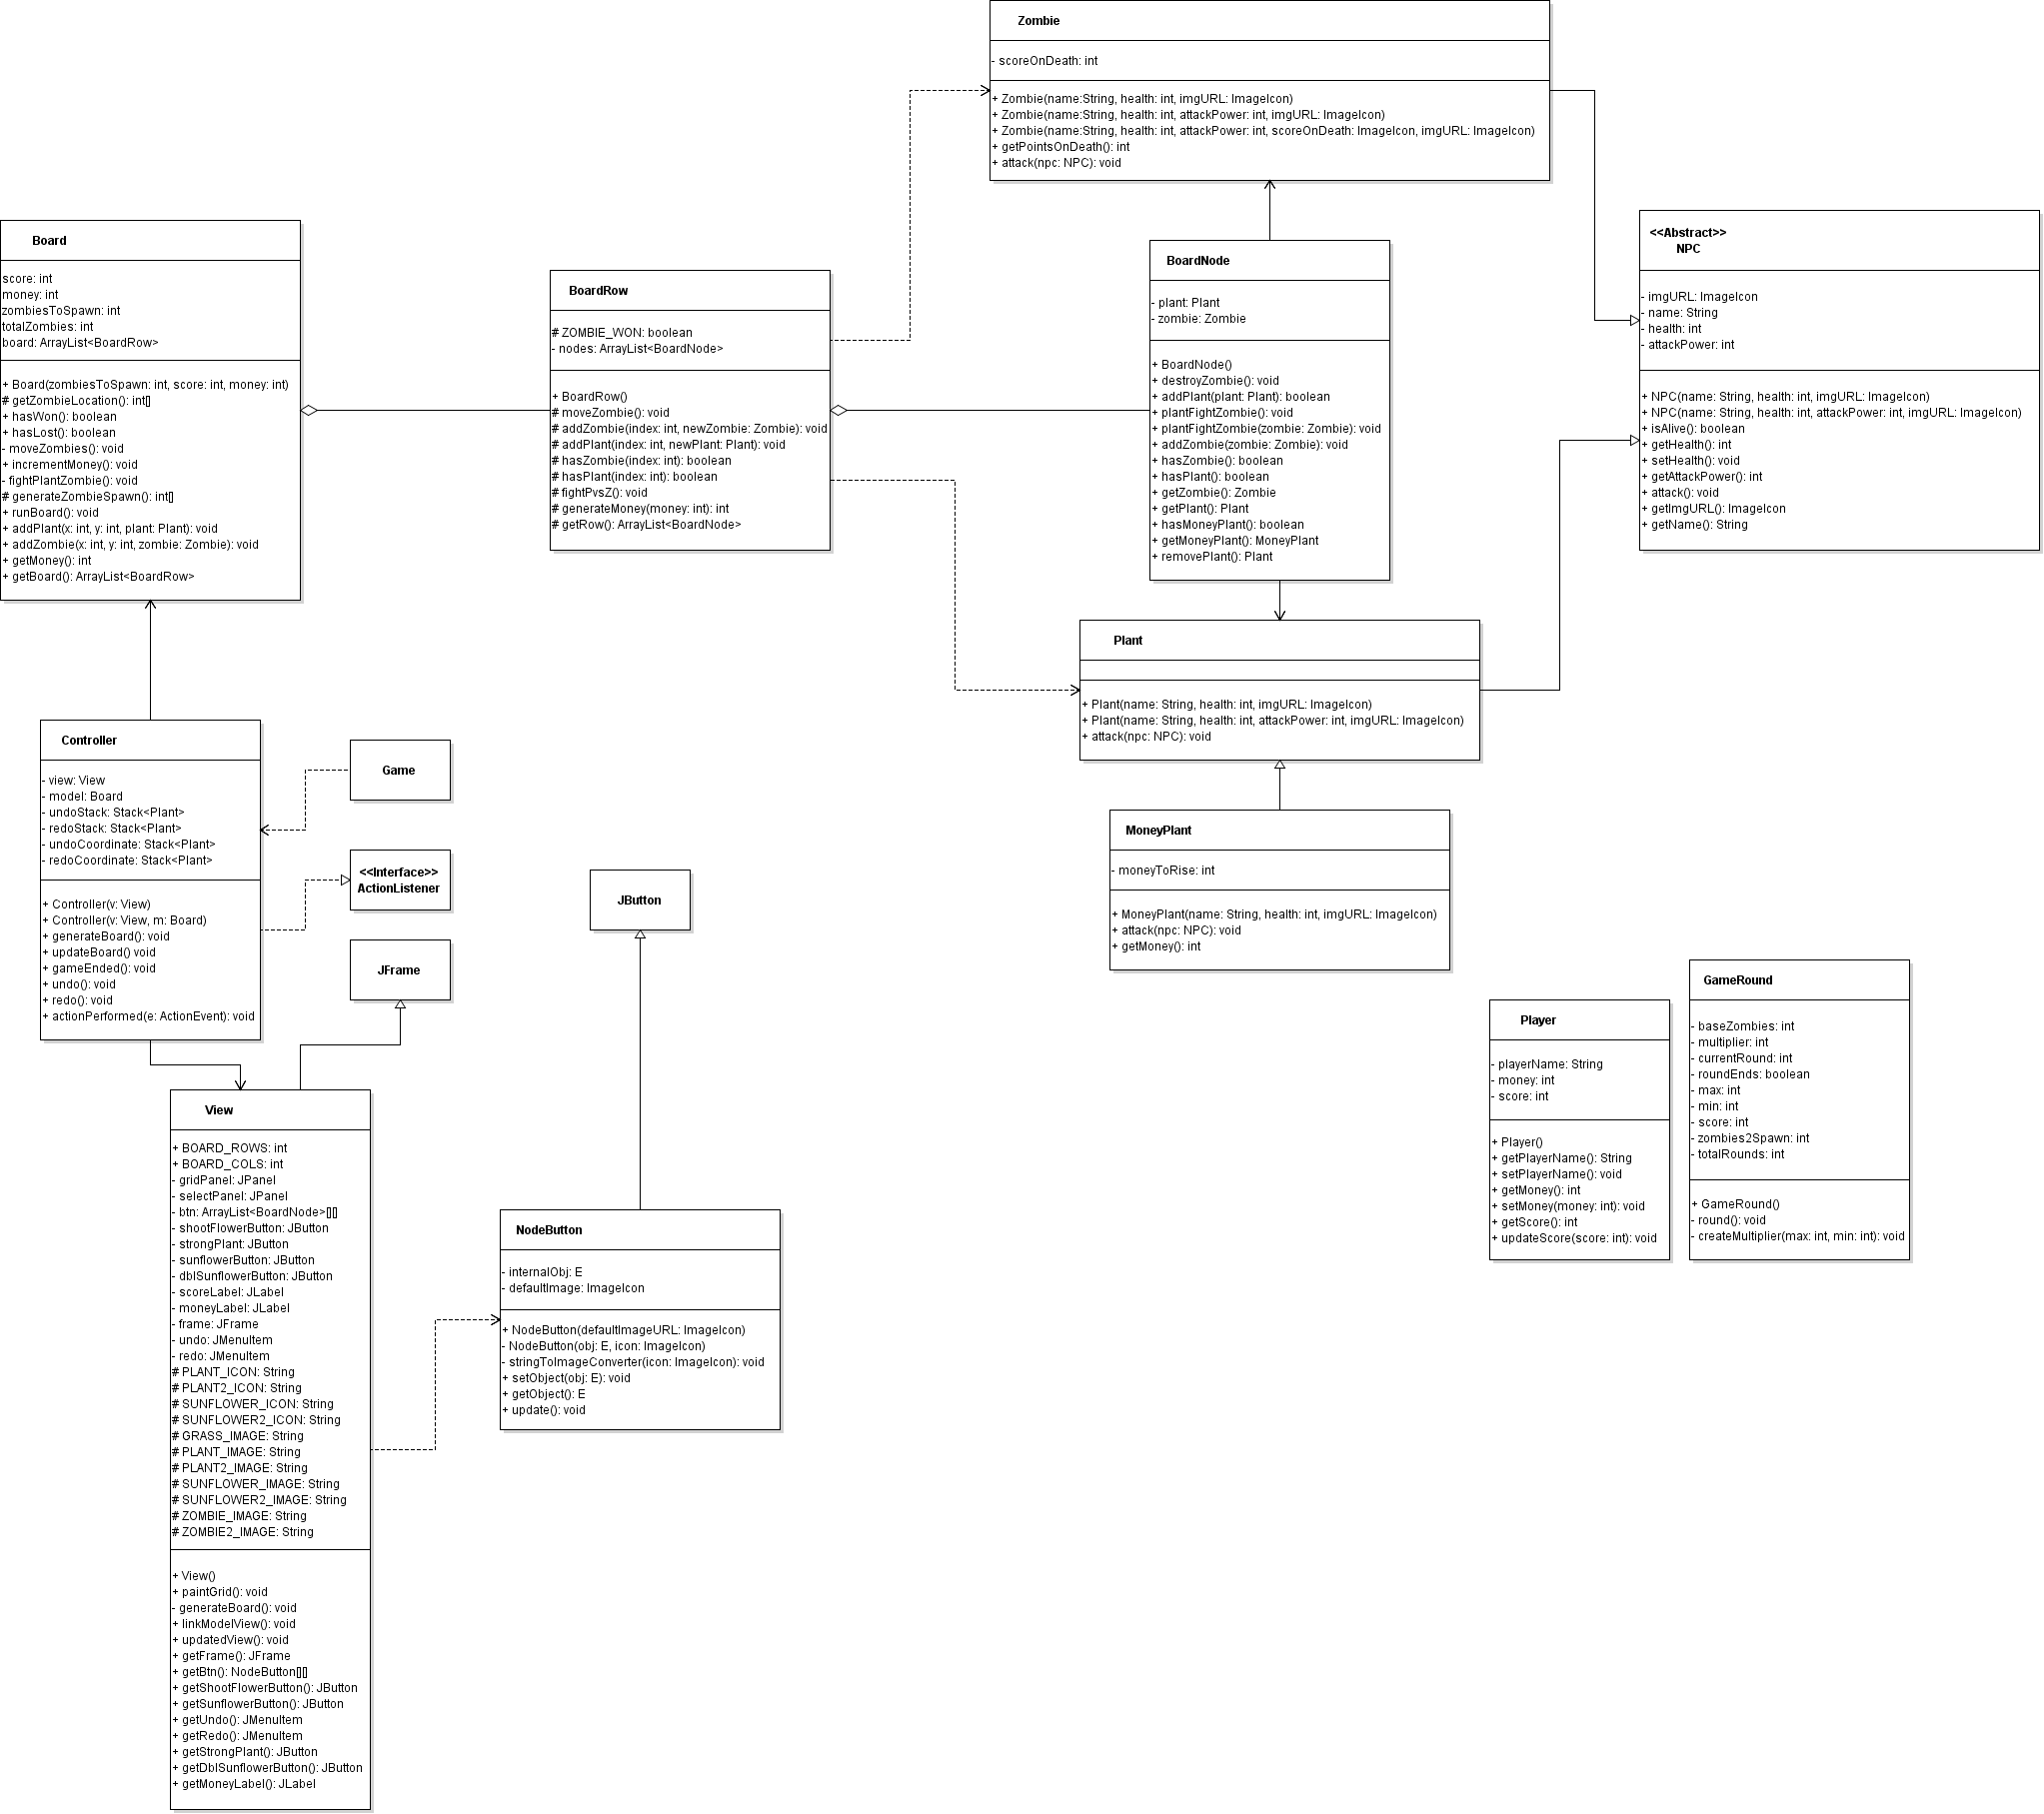 Zombie
- scoreOnDeath: int
+ Zombie(name:String, health: int, imgURL: ImageIcon)
+ Zombie(name:String, health: int, attackPower: int, imgURL: ImageIcon)
+ Zombie(name:String, health: int, attackPower: int, scoreOnDeath: ImageIcon, imgURL: ImageIcon)
+ getPointsOnDeath(): int
+ attack(npc: NPC): void
Board
score: int
money: int
zombiesToSpawn: int
totalZombies: int
board: ArrayList<BoardRow>
+ Board(zombiesToSpawn: int, score: int, money: int)
# getZombieLocation(): int[]
+ hasWon(): boolean
+ hasLost(): boolean
- moveZombies(): void
+ incrementMoney(): void
- fightPlantZombie(): void
# generateZombieSpawn(): int[]
+ runBoard(): void
+ addPlant(x: int, y: int, plant: Plant): void
+ addZombie(x: int, y: int, zombie: Zombie): void
+ getMoney(): int
+ getBoard(): ArrayList<BoardRow>
BoardRow
# ZOMBIE_WON: boolean
- nodes: ArrayList<BoardNode>
+ BoardRow()
# moveZombie(): void
# addZombie(index: int, newZombie: Zombie): void
# addPlant(index: int, newPlant: Plant): void
# hasZombie(index: int): boolean
# hasPlant(index: int): boolean
# fightPvsZ(): void
# generateMoney(money: int): int
# getRow(): ArrayList<BoardNode>
BoardNode
- plant: Plant
- zombie: Zombie
+ BoardNode()
+ destroyZombie(): void
+ addPlant(plant: Plant): boolean
+ plantFightZombie(): void
+ plantFightZombie(zombie: Zombie): void
+ addZombie(zombie: Zombie): void
+ hasZombie(): boolean
+ hasPlant(): boolean
+ getZombie(): Zombie
+ getPlant(): Plant
+ hasMoneyPlant(): boolean
+ getMoneyPlant(): MoneyPlant
+ removePlant(): Plant
<<Abstract>>
NPC
- imgURL: ImageIcon
- name: String
- health: int
- attackPower: int
+ NPC(name: String, health: int, imgURL: ImageIcon)
+ NPC(name: String, health: int, attackPower: int, imgURL: ImageIcon)
+ isAlive(): boolean
+ getHealth(): int
+ setHealth(): void
+ getAttackPower(): int
+ attack(): void
+ getImgURL(): ImageIcon
+ getName(): String
Plant
+ Plant(name: String, health: int, imgURL: ImageIcon)
+ Plant(name: String, health: int, attackPower: int, imgURL: ImageIcon)
+ attack(npc: NPC): void
Controller
- view: View
- model: Board
- undoStack: Stack<Plant>
- redoStack: Stack<Plant>
- undoCoordinate: Stack<Plant>
- redoCoordinate: Stack<Plant>
+ Controller(v: View)
+ Controller(v: View, m: Board)
+ generateBoard(): void
+ updateBoard() void
+ gameEnded(): void
+ undo(): void
+ redo(): void
+ actionPerformed(e: ActionEvent): void
Game
<<Interface>>
ActionListener
JFrame
JButton
MoneyPlant
- moneyToRise: int
+ MoneyPlant(name: String, health: int, imgURL: ImageIcon)
+ attack(npc: NPC): void
+ getMoney(): int
Player
- playerName: String
- money: int
- score: int
+ Player()
+ getPlayerName(): String
+ setPlayerName(): void
+ getMoney(): int
+ setMoney(money: int): void
+ getScore(): int
+ updateScore(score: int): void
GameRound
- baseZombies: int
- multiplier: int
- currentRound: int
- roundEnds: boolean
- max: int
- min: int
- score: int
- zombies2Spawn: int
- totalRounds: int
+ GameRound()
- round(): void
- createMultiplier(max: int, min: int): void
View
+ BOARD_ROWS: int
+ BOARD_COLS: int
- gridPanel: JPanel
- selectPanel: JPanel
- btn: ArrayList<BoardNode>[][]
- shootFlowerButton: JButton
- strongPlant: JButton
- sunflowerButton: JButton
- dblSunflowerButton: JButton
- scoreLabel: JLabel
- moneyLabel: JLabel
- frame: JFrame
- undo: JMenuItem
- redo: JMenuItem
# PLANT_ICON: String
# PLANT2_ICON: String
# SUNFLOWER_ICON: String
# SUNFLOWER2_ICON: String
# GRASS_IMAGE: String
# PLANT_IMAGE: String
# PLANT2_IMAGE: String
# SUNFLOWER_IMAGE: String
# SUNFLOWER2_IMAGE: String
# ZOMBIE_IMAGE: String
# ZOMBIE2_IMAGE: String
+ View()
+ paintGrid(): void
- generateBoard(): void
+ linkModelView(): void
+ updatedView(): void
+ getFrame(): JFrame
+ getBtn(): NodeButton[][]
+ getShootFlowerButton(): JButton
+ getSunflowerButton(): JButton
+ getUndo(): JMenuItem
+ getRedo(): JMenuItem
+ getStrongPlant(): JButton
+ getDblSunflowerButton(): JButton
+ getMoneyLabel(): JLabel
NodeButton
- internalObj: E
- defaultImage: ImageIcon
+ NodeButton(defaultImageURL: ImageIcon)
- NodeButton(obj: E, icon: ImageIcon)
- stringToImageConverter(icon: ImageIcon): void
+ setObject(obj: E): void
+ getObject(): E
+ update(): void